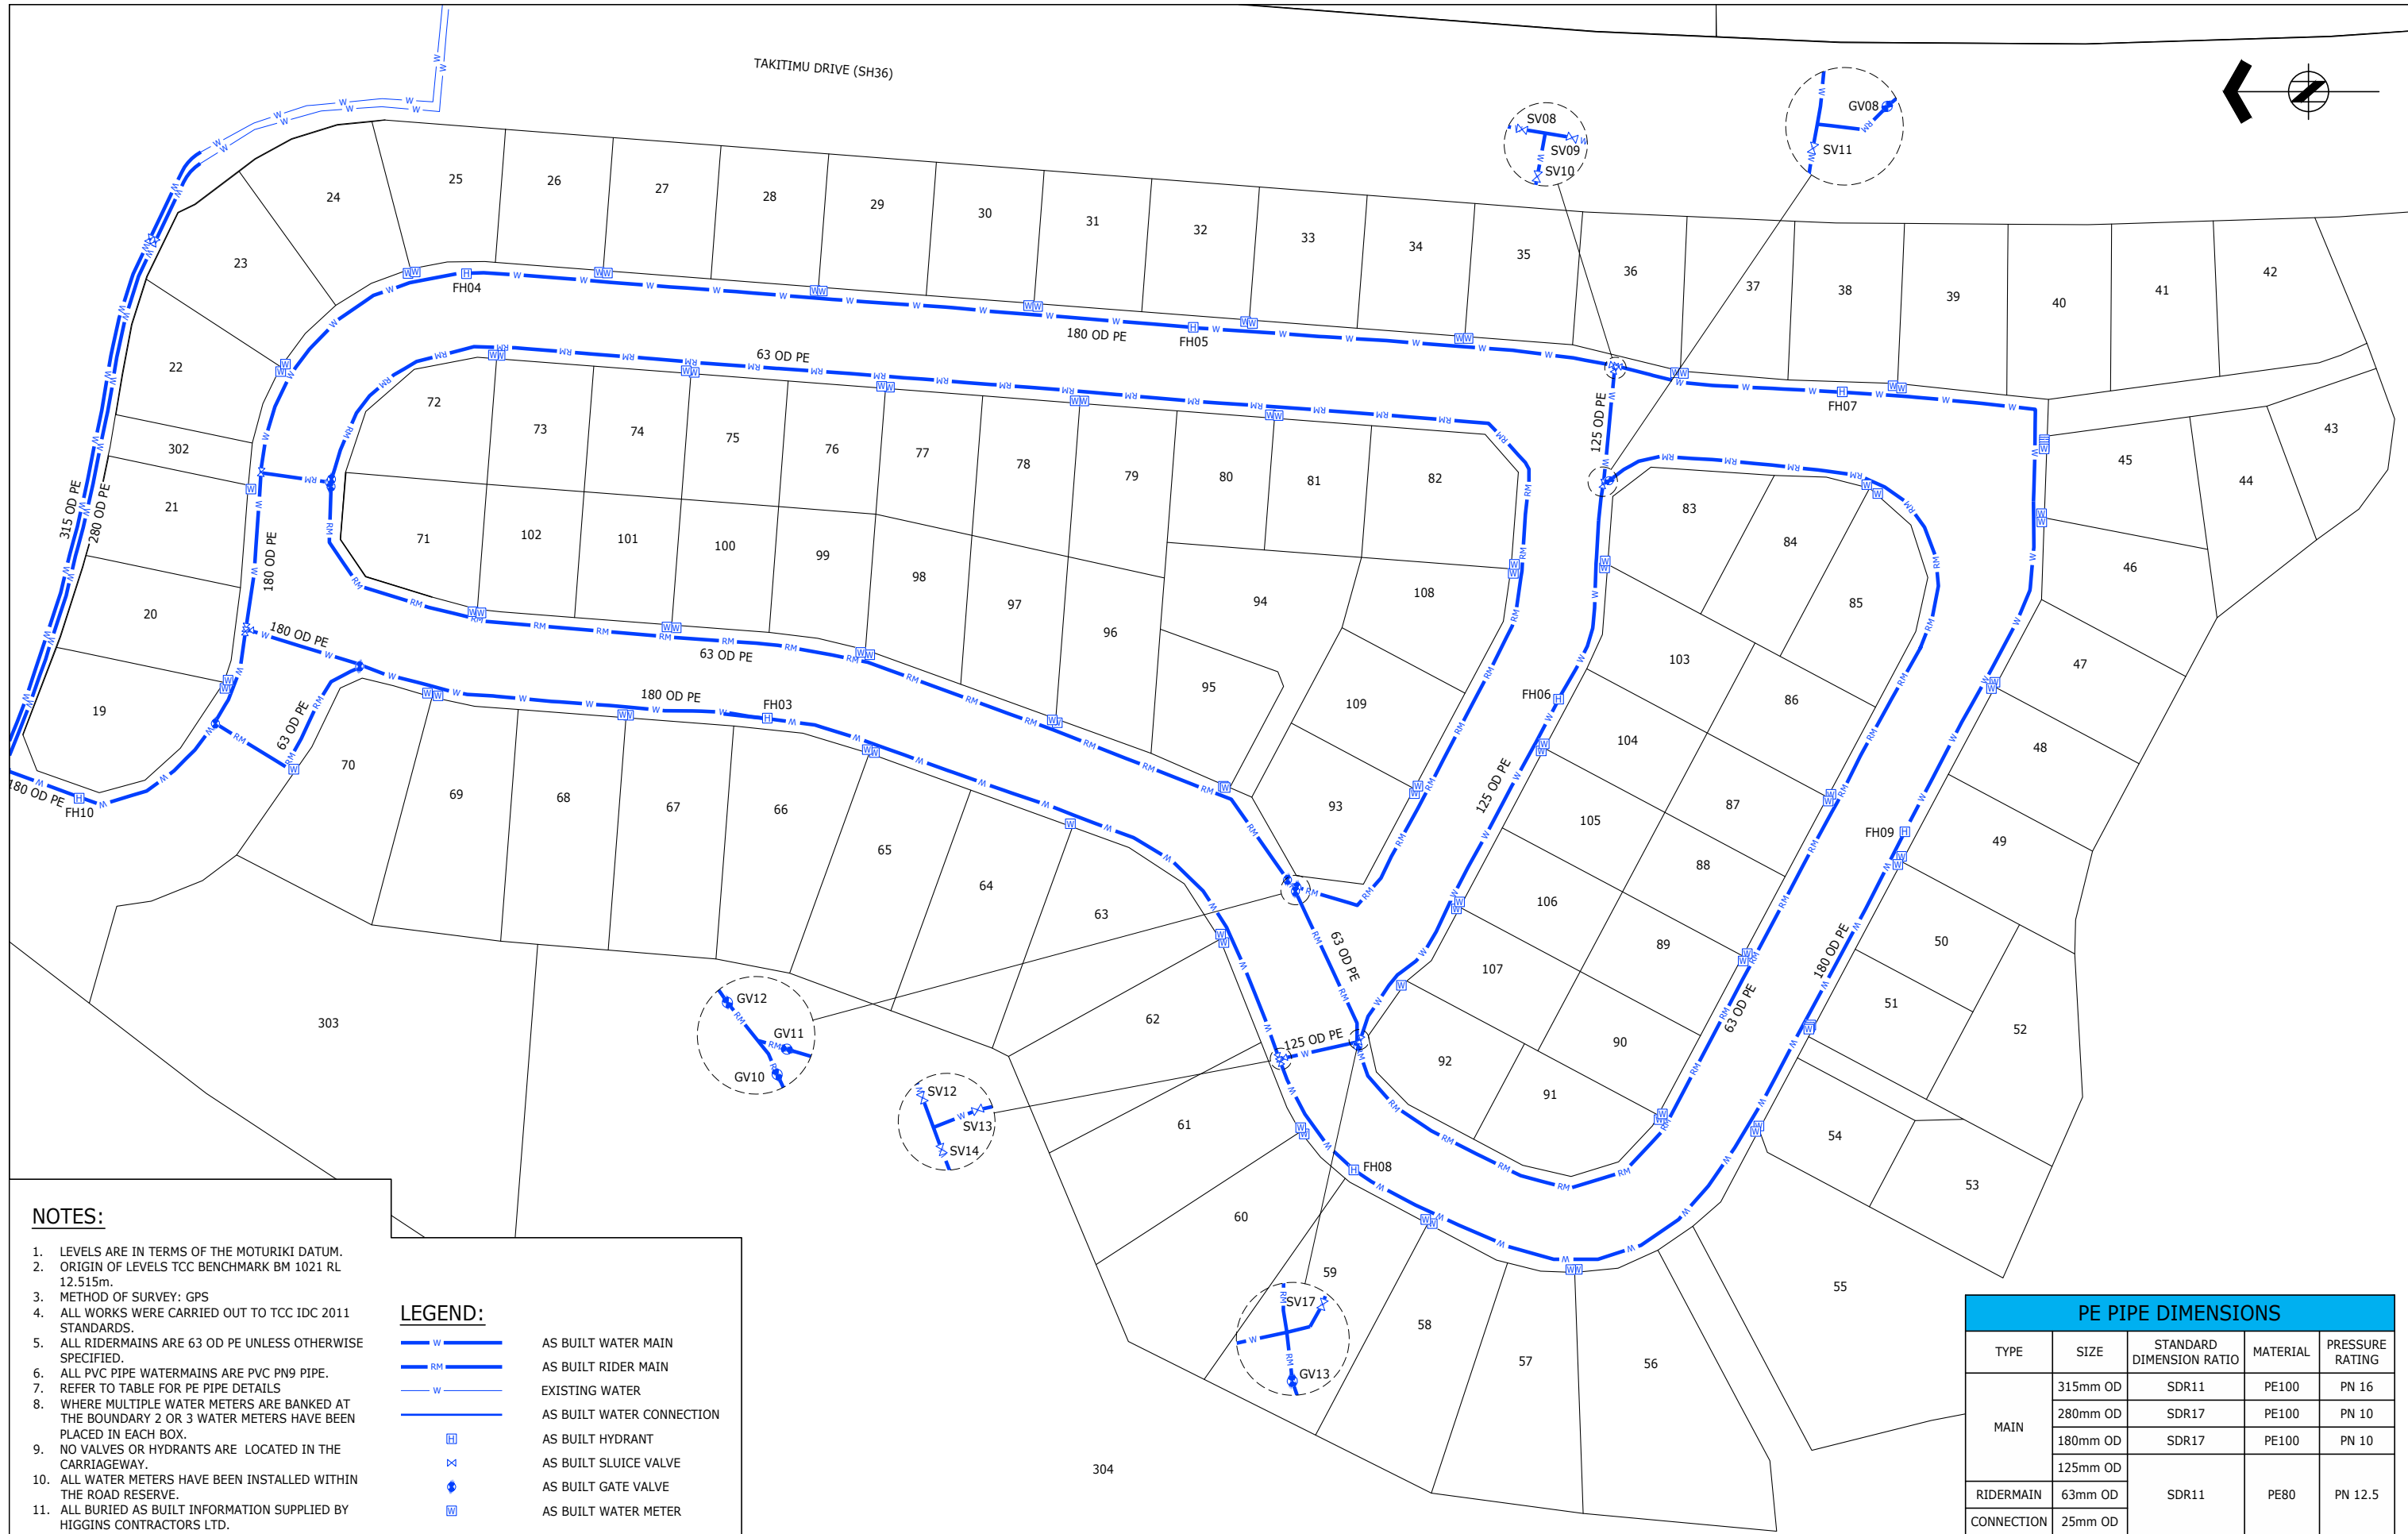 TAKITIMU DRIVE (SH36)
SV08
SV09
SV10
GV08
SV11
25
26
27
28
29
30
31
32
33
34
35
36
37
38
39
40
41
42
24
23
FH04
180 OD PE
FH05
FH07
22
63 OD PE
72
73
74
75
76
77
78
79
80
81
82
125 OD PE
83
84
85
45
44
43
46
302
21
315 OD PE
280 OD PE
180 OD PE
71
102
101
100
99
98
97
96
94
108
20
180 OD PE
63 OD PE
95
109
93
FH06
103
86
47
19
63 OD PE
180 OD PE
FH03
104
87
48
180 OD PE
FH10
70
69
68
67
66
65
64
63
125 OD PE
105
88
FH09
49
106
89
50
107
90
180 OD PE
51
52
63 OD PE
63 OD PE
62
125 OD PE
92
91
303
GV12
GV11
GV10
SV12
SV13
SV14
61
60
59
FH08
54
53
55
SV17
GV13
58
57
56
304
NOTES:
1. LEVELS ARE IN TERMS OF THE MOTURIKI DATUM.
2. ORIGIN OF LEVELS TCC BENCHMARK BM 1021 RL
12.515m.
3. METHOD OF SURVEY: GPS
4. ALL WORKS WERE CARRIED OUT TO TCC IDC 2011
STANDARDS.
5. ALL RIDERMAINS ARE 63 OD PE UNLESS OTHERWISE
SPECIFIED.
6. ALL PVC PIPE WATERMAINS ARE PVC PN9 PIPE.
7. REFER TO TABLE FOR PE PIPE DETAILS
8. WHERE MULTIPLE WATER METERS ARE BANKED AT
THE BOUNDARY 2 OR 3 WATER METERS HAVE BEEN
PLACED IN EACH BOX.
9. NO VALVES OR HYDRANTS ARE LOCATED IN THE
CARRIAGEWAY.
10. ALL WATER METERS HAVE BEEN INSTALLED WITHIN
THE ROAD RESERVE.
11. ALL BURIED AS BUILT INFORMATION SUPPLIED BY
HIGGINS CONTRACTORS LTD.
LEGEND:
W AS BUILT WATER MAIN
RM AS BUILT RIDER MAIN
W EXISTING WATER
AS BUILT WATER CONNECTION
H AS BUILT HYDRANT
AS BUILT SLUICE VALVE
AS BUILT GATE VALVE
W AS BUILT WATER METER
PE PIPE DIMENSIONS
TYPE SIZE STANDARD DIMENSION RATIO MATERIAL PRESSURE RATING
MAIN 315mm OD SDR11 PE100 PN 16
280mm OD SDR17 PE100 PN 10
180mm OD SDR17 PE100 PN 10
125mm OD
RIDERMAIN 63mm OD SDR11 PE80 PN 12.5
CONNECTION 25mm OD